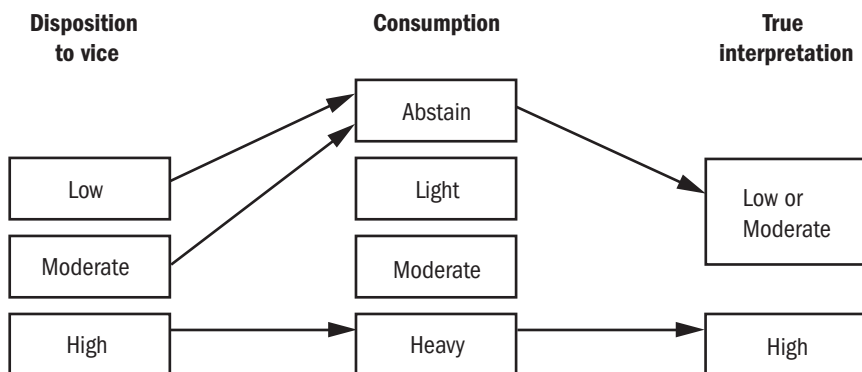 Disposition
to vice
Consumption
True
interpretation
Abstain
Low
Light
Low or
Moderate
Moderate
Moderate
High
Heavy
High